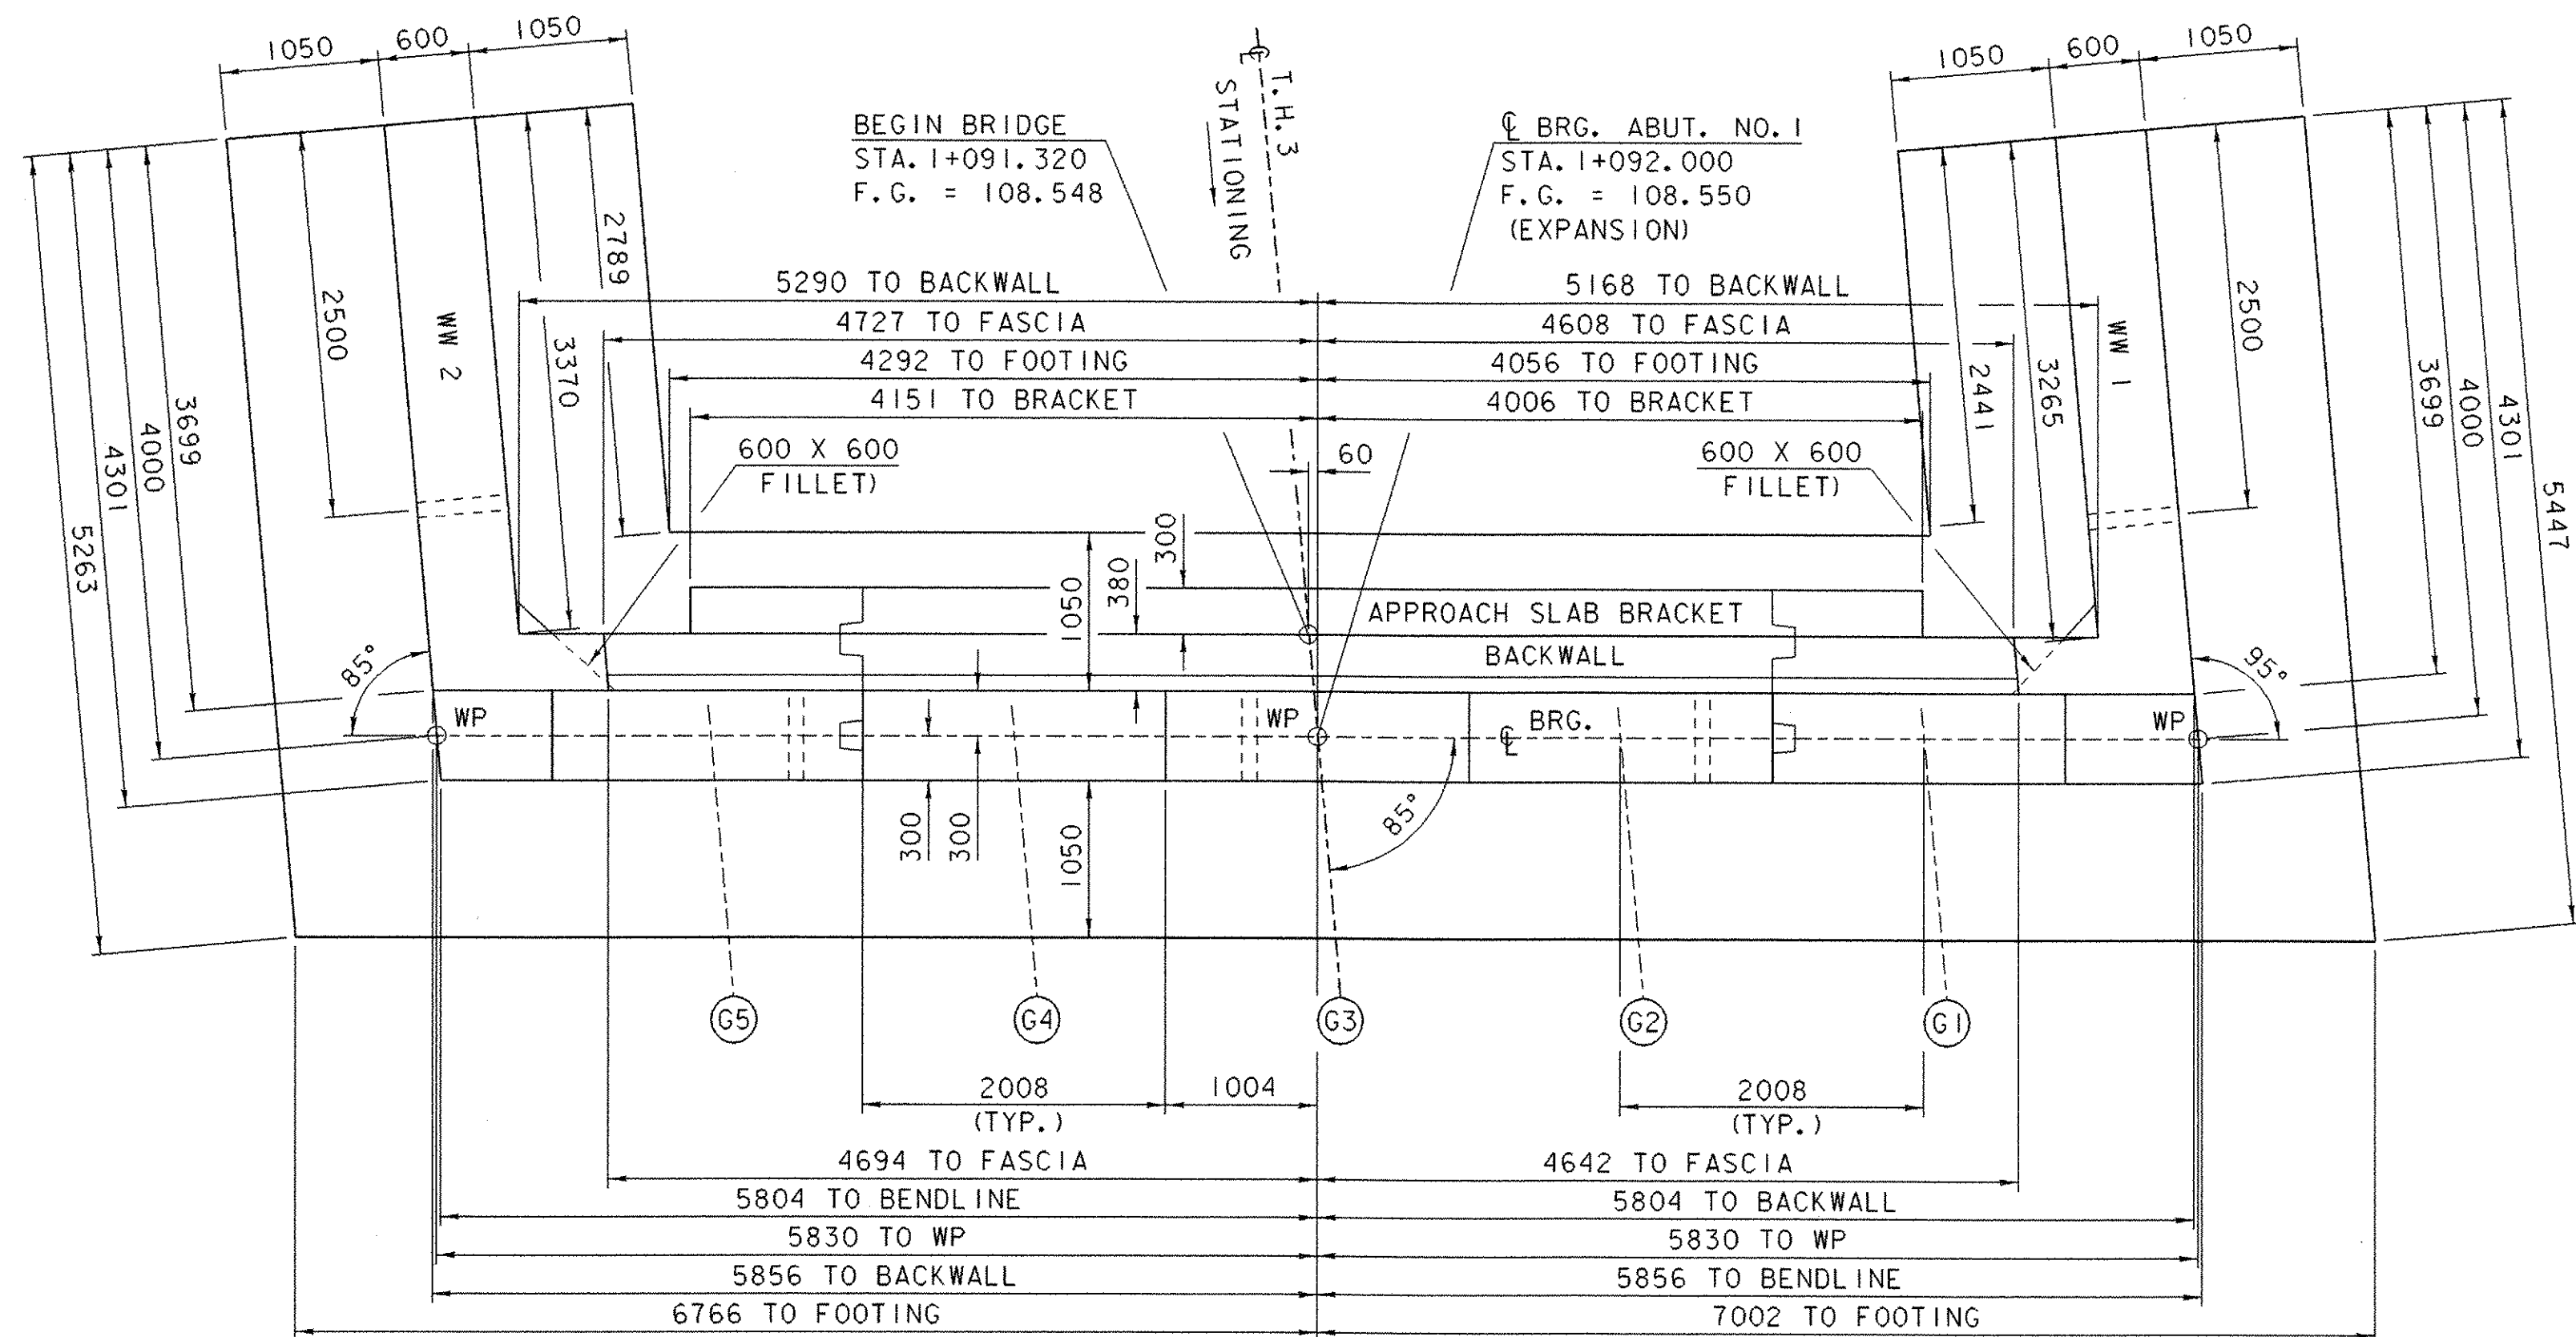 1050
600
1050
1050
600
1050
℄ T.H.3
STATIONING
BEGIN BRIDGE
STA. 1+091.320
F.G. = 108.548
℄ BRG. ABUT. NO. 1
STA. 1+092.000
F.G. = 108.550
(EXPANSION)
2789
2500
WW 2
3370
5290 TO BACKWALL
5168 TO BACKWALL
4727 TO FASCIA
4608 TO FASCIA
4292 TO FOOTING
4056 TO FOOTING
4151 TO BRACKET
4006 TO BRACKET
WW 1
2500
2441
3265
3699
4000
4301
5447
3699
4000
4301
5263
600 X 600
FILLET)
60
600 X 600
FILLET)
300
380
1050
APPROACH SLAB BRACKET
BACKWALL
85°
95°
WP
WP
℄ BRG.
WP
85°
300
300
1050
G5
G4
G3
G2
G1
2008
(TYP.)
1004
2008
(TYP.)
4694 TO FASCIA
4642 TO FASCIA
5804 TO BENDLINE
5804 TO BACKWALL
5830 TO WP
5830 TO WP
5856 TO BACKWALL
5856 TO BENDLINE
6766 TO FOOTING
7002 TO FOOTING